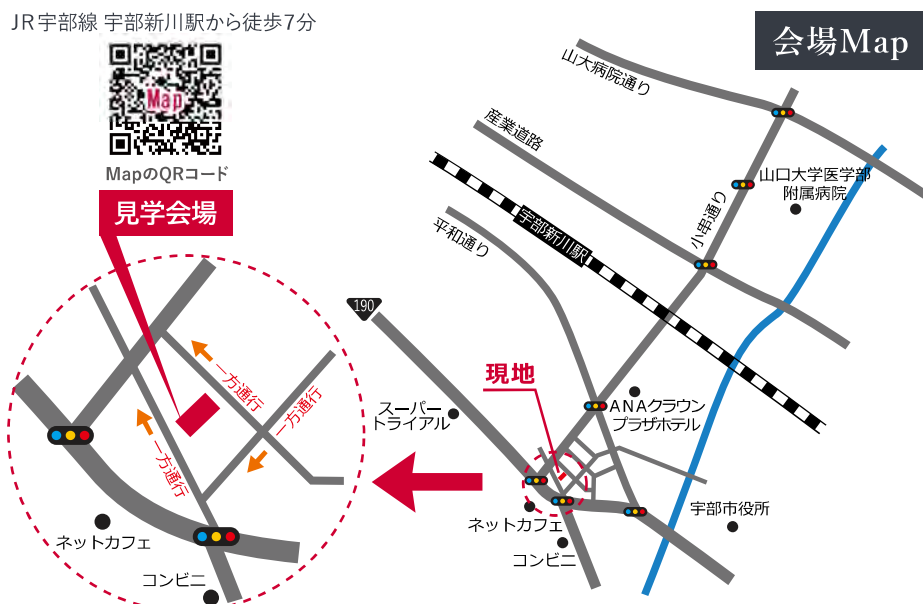 JR宇部線 宇部新川駅から徒歩7分
会場Map
Map
MapのQRコード
見学会場
一方通行
一方通行
一方通行
ネットカフェ
コンビニ
山大病院通り
産業道路
平和通り
宇部新川駅
小串通り
山口大学医学部
附属病院
190
スーパー
トライアル
現地
ANAクラウン
プラザホテル
ネットカフェ
コンビニ
宇部市役所